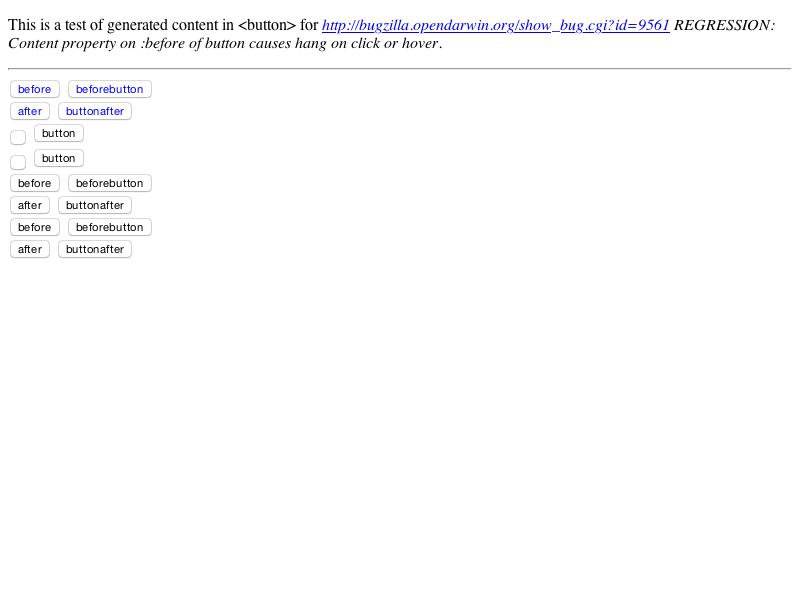 This is a test of generated content in <button> for http://bugzilla.opendarwin.org/show_bug.cgi?id=9561 REGRESSION:
Content property on :before of button causes hang on click or hover.
before beforebutton
after buttonafter
button
button
before beforebutton
after buttonafter
before beforebutton
after buttonafter